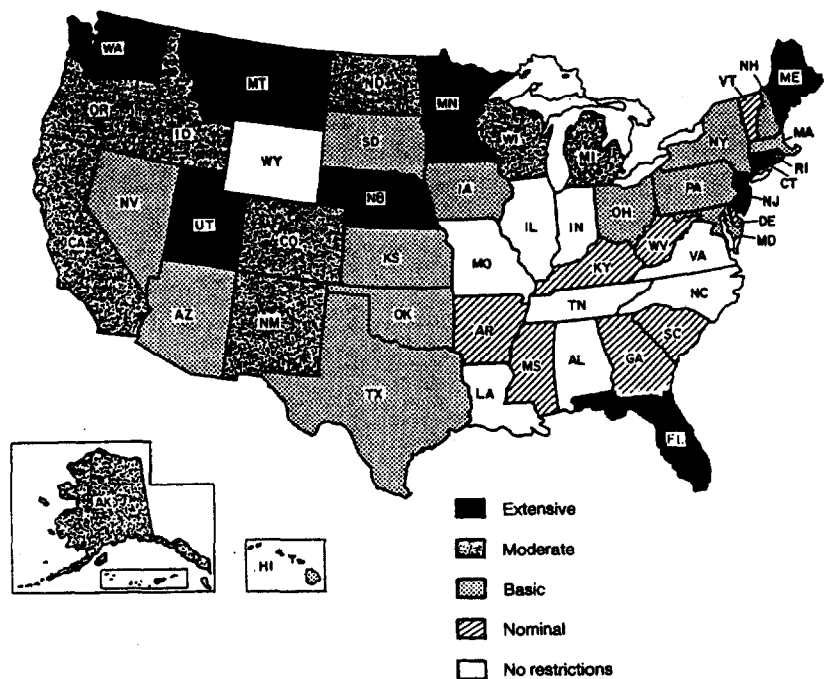 WA
MT
ND
MN
NH
VT
ME
OR
ID
WI
MI
MA
WY
SD
NY
RI
CT
NV
UT
NB
IA
PA
NJ
OH
DE
MD
CA
CO
IL
IN
WV
VA
KS
MO
KY
NC
AZ
NM
OK
TN
AR
SC
MS
AL
GA
TX
LA
FL
AK
HI
Extensive
Moderate
Basic
Nominal
No restrictions